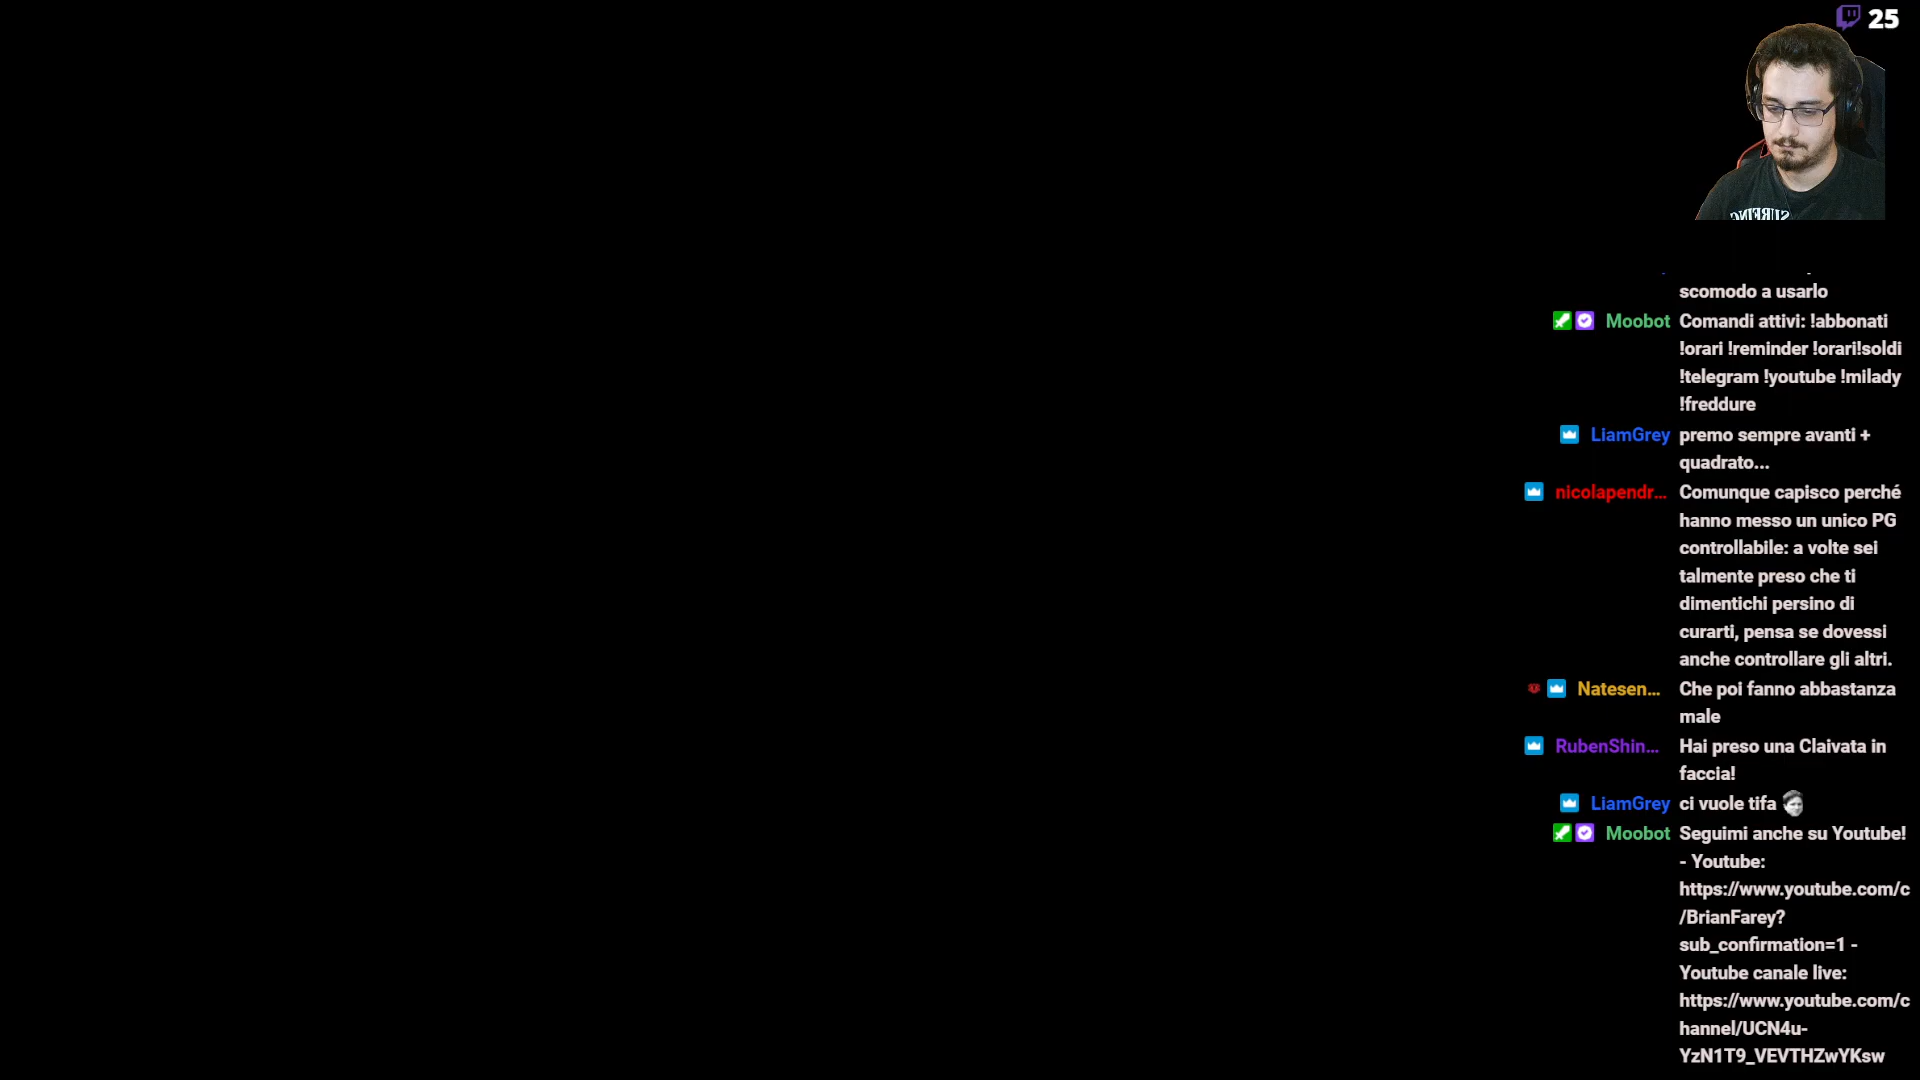 25
scomodo a usarlo
Moobot Comandi attivi: !abbonati
!orari !reminder !orari!soldi
!telegram !youtube !milady
!freddure
LiamGrey premo sempre avanti +
quadrato...
nicolapendr... Comunque capisco perché
hanno messo un unico PG
controllabile: a volte sei
talmente preso che ti
dimentichi persino di
curarti, pensa se dovessi
anche controllare gli altri.
Natesen... Che poi fanno abbastanza
male
RubenShin... Hai preso una Claivata in
faccia!
LiamGrey ci vuole tifa
Moobot Seguimi anche su Youtube!
- Youtube:
https://www.youtube.com/c
/BrianFarey?
sub_confirmation=1 -
Youtube canale live:
https://www.youtube.com/c
hannel/UCN4u-
YzN1T9_VEVTHZwYKsw